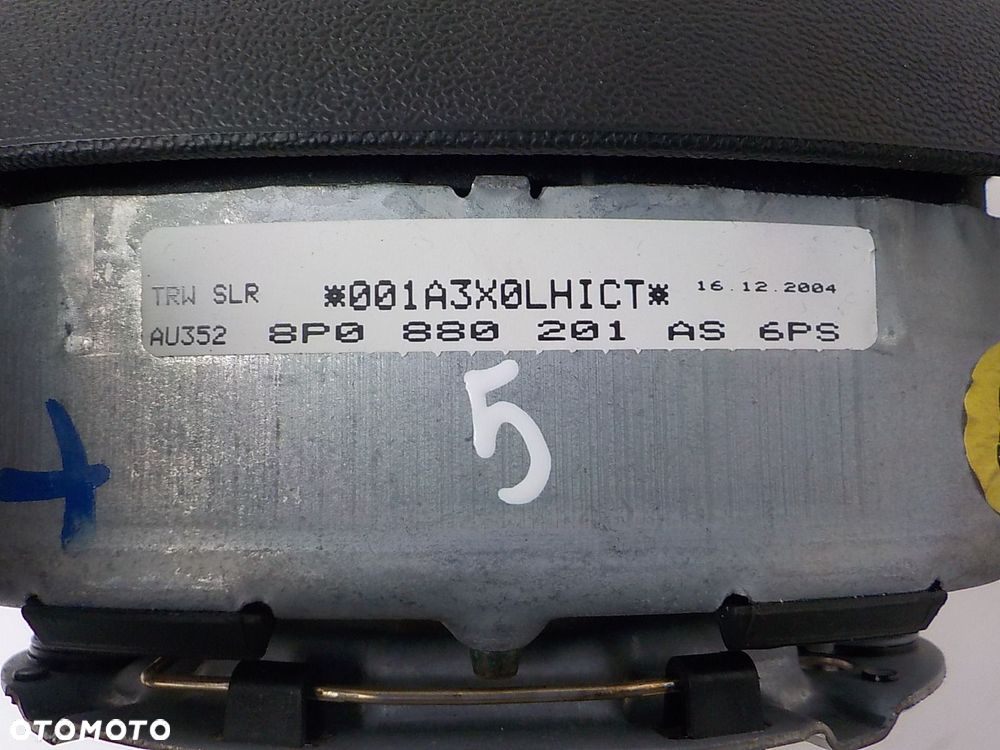 TRW SLR *001A3X0LHICT* 16.12.2004
AU352 8P0 880 201 AS 6PS
5
OTOMOTO